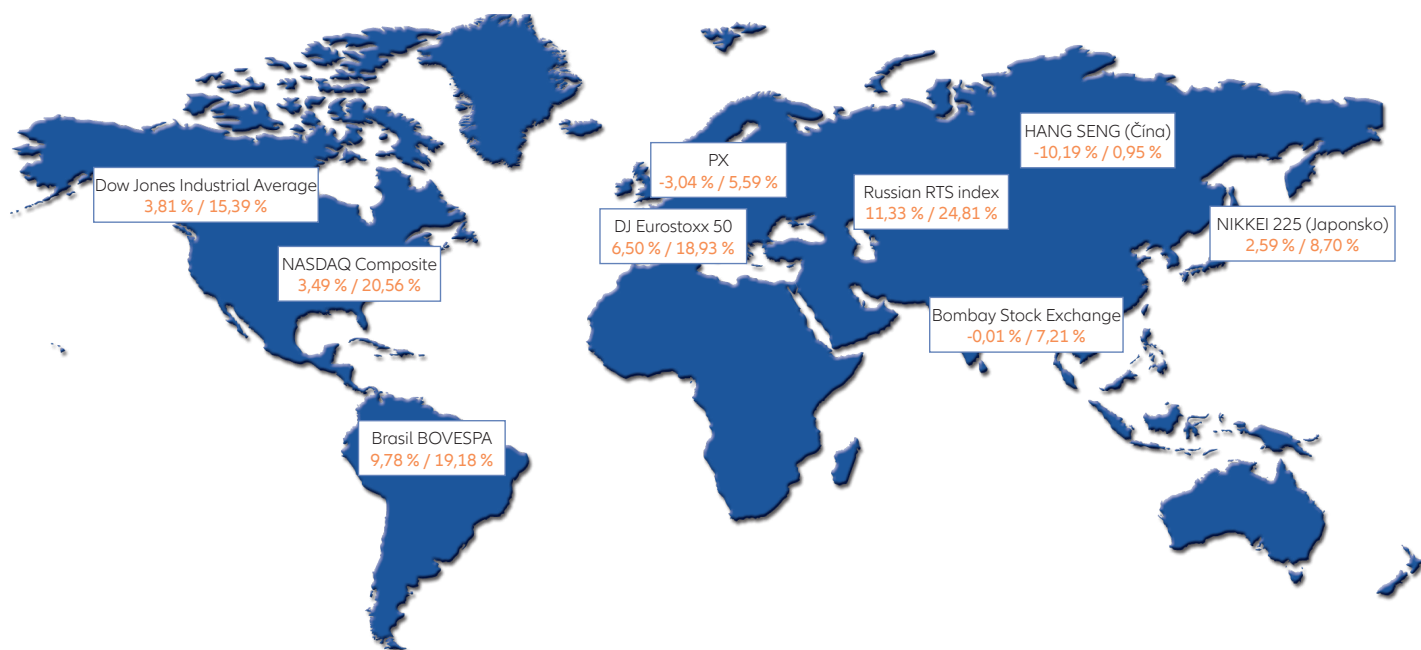 HANG SENG (Čína)
-10,19 % / 0,95 %
PX
-3,04 % / 5,59 %
Dow Jones Industrial Average
3,81 % / 15,39 %
Russian RTS index
11,33 % / 24,81 %
DJ Eurostoxx 50
6,50 % / 18,93 %
NIKKEI 225 (Japonsko)
2,59 % / 8,70 %
NASDAQ Composite
3,49 % / 20,56 %
Bombay Stock Exchange
-0,01 % / 7,21 %
Brasil BOVESPA
9,78 % / 19,18 %